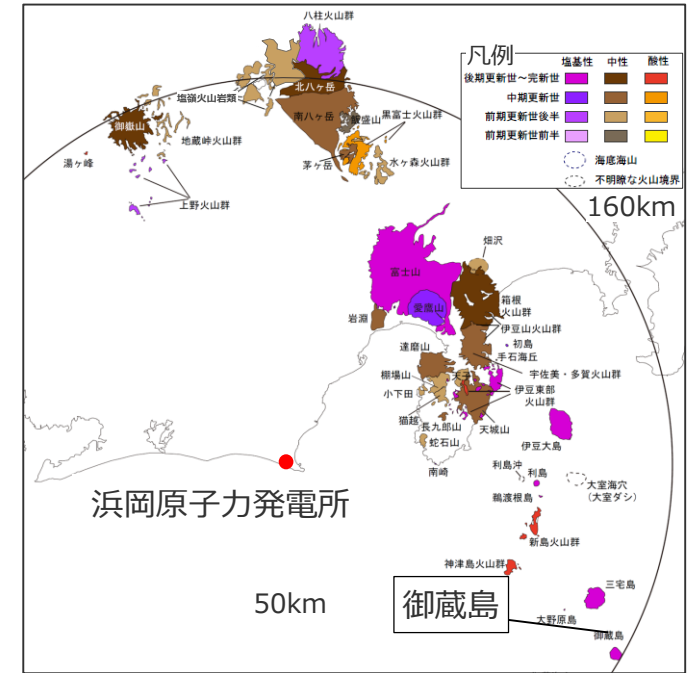 八柱火山群
凡例
塩基性 中性 酸性
後期更新世～完新世
中期更新世
前期更新世後半
前期更新世前半
海底海山
不明瞭な火山境界
160km
塩嶺火山岩類
北八ヶ岳
御嶽山
南八ヶ岳
飯盛山
黒富士火山群
地蔵峠火山群
湯ヶ峰
茅ヶ岳
水ヶ森火山群
上野火山群
畑沢
富士山
愛鷹山
箱根
火山群
岩淵
伊豆山火山群
初島
達磨山
手石海丘
宇佐美・多賀火山群
棚場山
天子
小下田
伊豆東部
火山群
猫越
長九郎山
天城山
蛇石山
伊豆大島
南崎
利島沖
利島
大室海穴
(大室ダシ)
鵜渡根島
浜岡原子力発電所
新島火山群
神津島火山群
50km
御蔵島
三宅島
大野原島
御蔵島